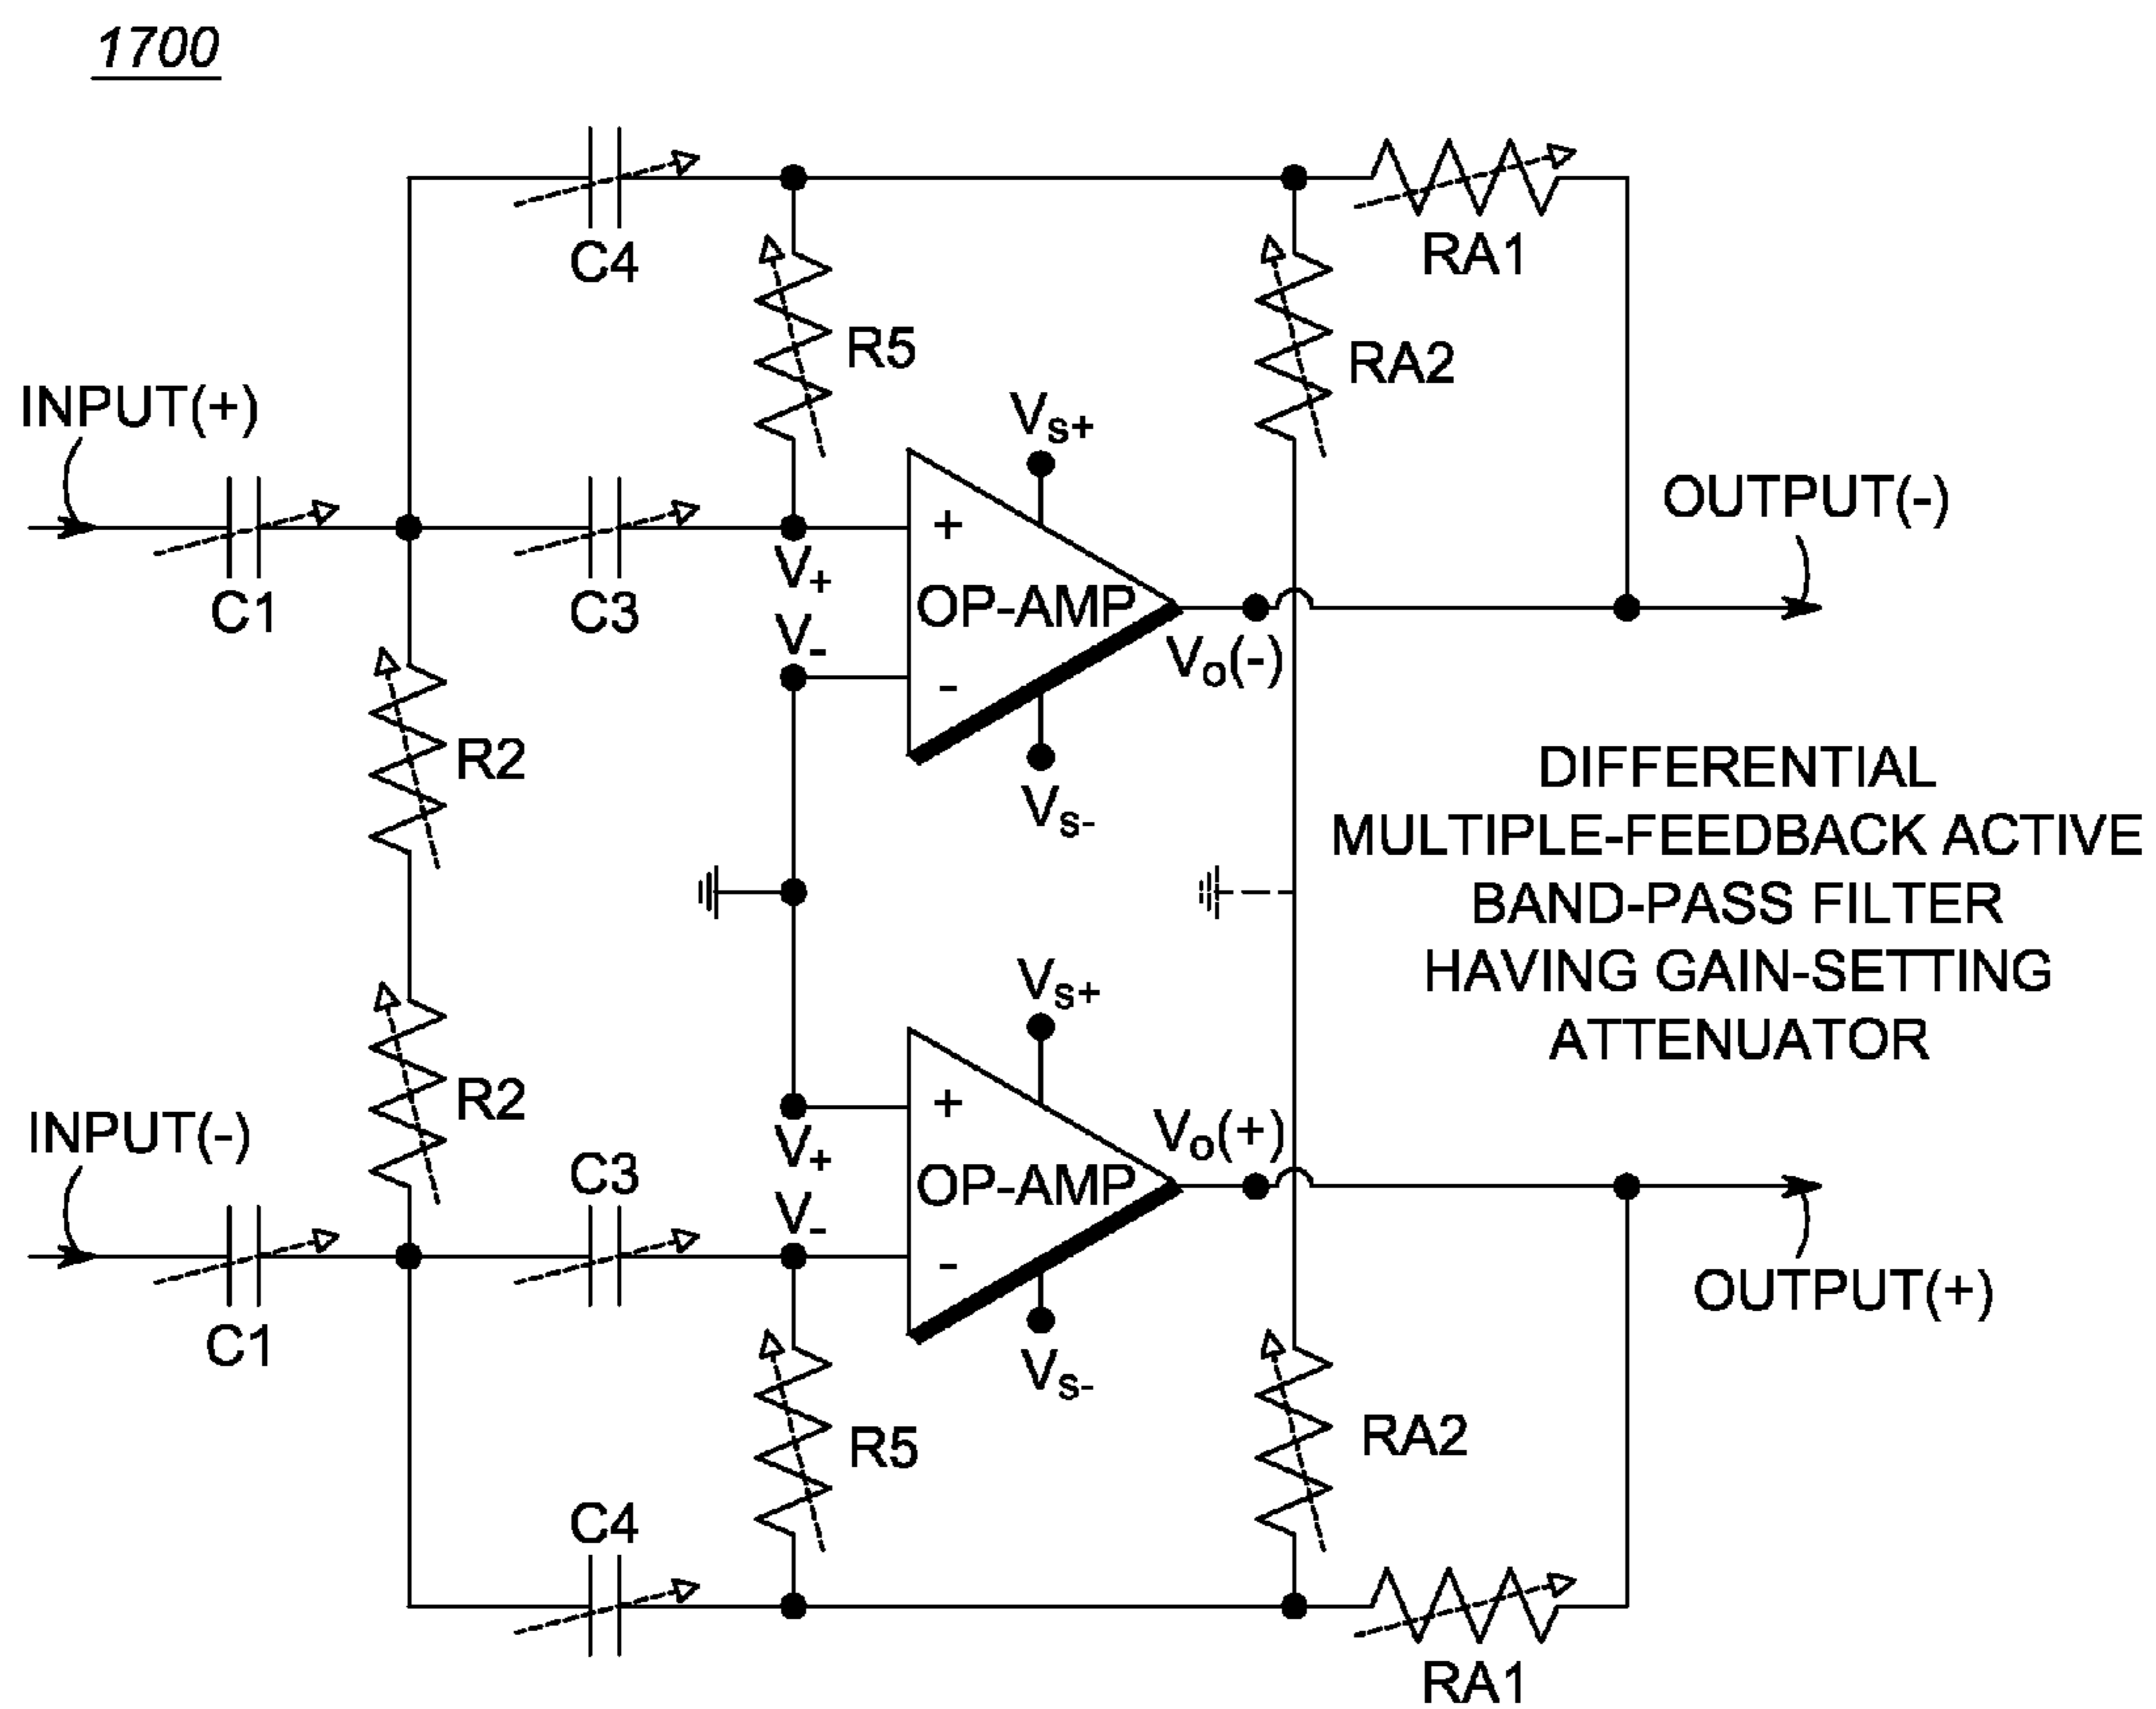 1700
C4
RA1
R5
RA2
INPUT(+)
VS+
OUTPUT(-)
C1
C3
V+
+
OP-AMP
V-
-
VO(-)
R2
VS-
DIFFERENTIAL
MULTIPLE-FEEDBACK ACTIVE
BAND-PASS FILTER
HAVING GAIN-SETTING
ATTENUATOR
VS+
R2
INPUT(-)
C3
+
V+
VO(+)
OP-AMP
V-
-
C1
OUTPUT(+)
VS-
R5
RA2
C4
RA1